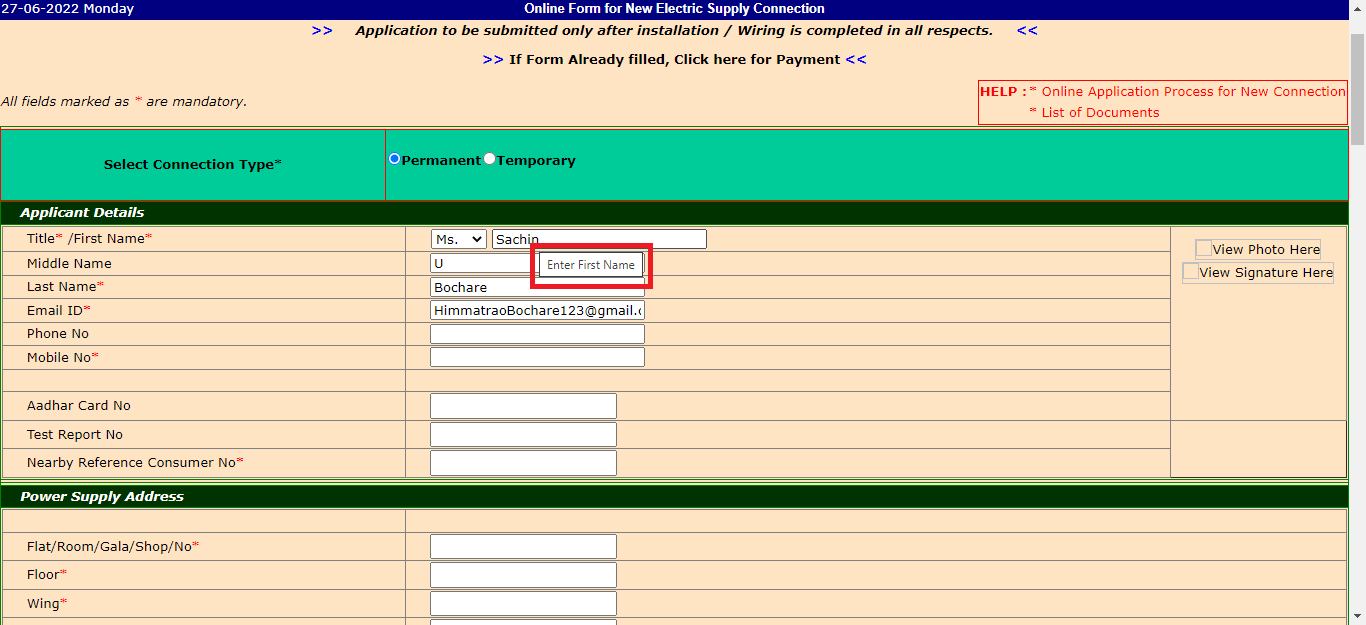 27-06-2022 Monday Online Form for New Electric Supply Connection
>> Application to be submitted only after installation / Wiring is completed in all respects. <<
>> If Form Already filled, Click here for Payment <<
All fields marked as * are mandatory.
HELP : * Online Application Process for New Connection
* List of Documents
Select Connection Type* Permanent Temporary
Applicant Details
Title* /First Name* Ms. Sachin
View Photo Here
Middle Name U
Enter First Name
View Signature Here
Last Name* Bochare
Email ID* HimmatraoBochare123@gmail.c
Phone No
Mobile No*
Aadhar Card No
Test Report No
Nearby Reference Consumer No*
Power Supply Address
Flat/Room/Gala/Shop/No*
Floor*
Wing*